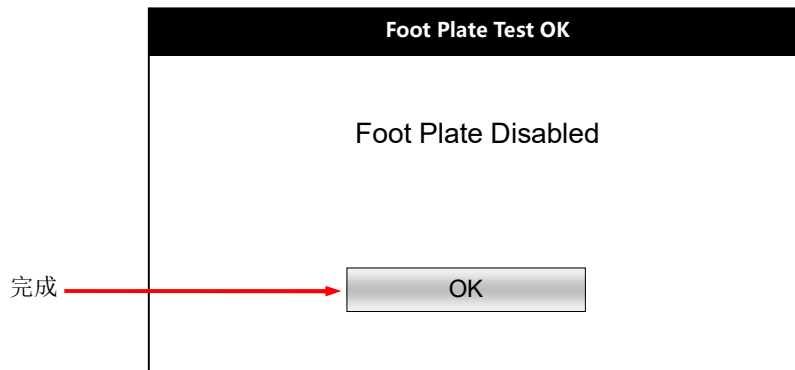 Foot Plate Test OK
Foot Plate Disabled
完成
OK